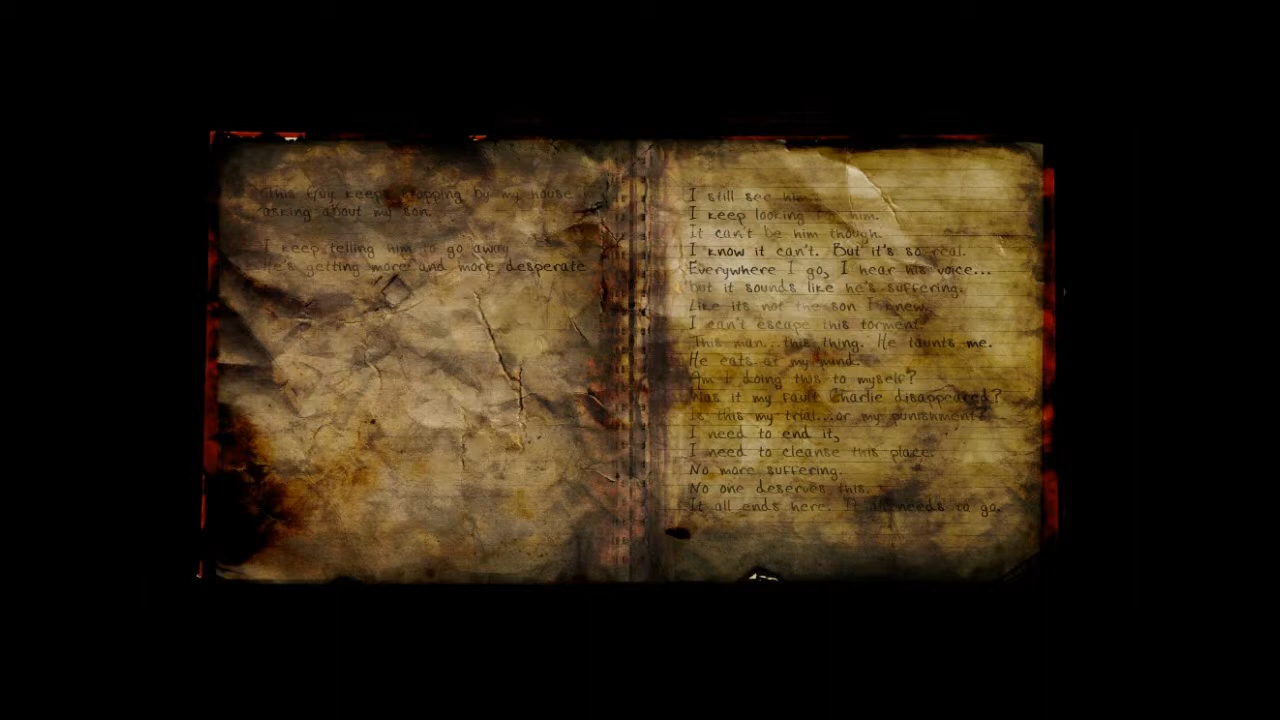 This guy keeps stopping by my house
asking about my son.
I keep telling him to go away
He's getting more and more desperate
I still see him
I keep looking for him.
It can't be him though.
I know it can't. But it's so real.
Everywhere I go, I hear his voice...
but it sounds like he's suffering.
Like its not the son I knew.
I can't escape this torment.
This man...this thing. He taunts me.
He eats at my mind.
Am I doing this to myself?
Was it my fault Charlie disappeared?
Is this my trial...or my punishment?
I need to end it,
I need to cleanse this place.
No more suffering.
No one deserves this.
It all ends here. It all needs to go.